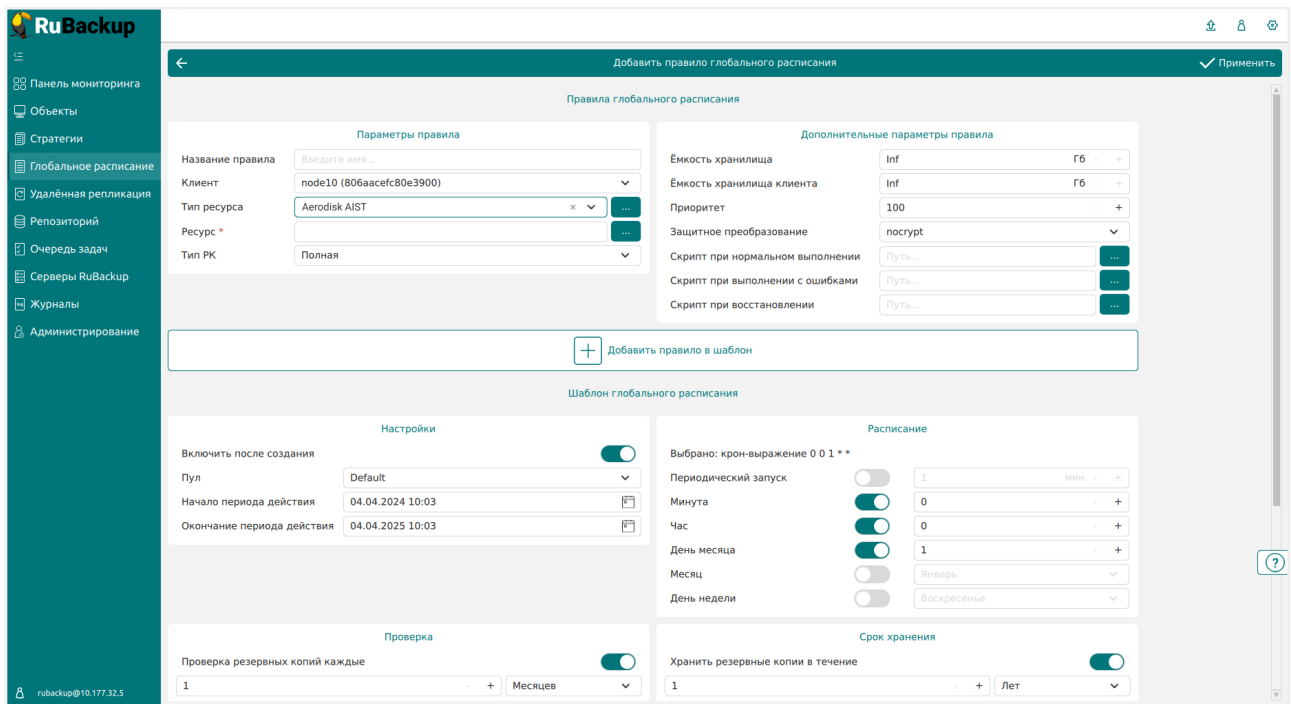 RuBackup
Добавить правило глобального расписания
Применить
Панель мониторинга
Объекты
Стратегии
Глобальное расписание
Удалённая репликация
Репозиторий
Очередь задач
Серверы RuBackup
Журналы
Администрирование
rubackup@10.177.32.5
Правила глобального расписания
Параметры правила
Название правила Введите имя ..
Клиент node10 (806aacefc80e3900)
Тип ресурса Aerodisk AIST × ...
Ресурс * ...
Тип РК Полная
Дополнительные параметры правила
Ёмкость хранилища Inf Гб - +
Ёмкость хранилища клиента Inf Гб - +
Приоритет 100 - +
Защитное преобразование nocrypt
Скрипт при нормальном выполнении Путь... ...
Скрипт при выполнении с ошибками Путь... ...
Скрипт при восстановлении Путь... ...
Добавить правило в шаблон
Шаблон глобального расписания
Настройки
Включить после создания
Пул Default
Начало периода действия 04.04.2024 10:03
Окончание периода действия 04.04.2025 10:03
Расписание
Выбрано: крон-выражение 0 0 1 * *
Периодический запуск 1 мин - +
Минута 0 - +
Час 0 - +
День месяца 1 - +
Месяц Январь
День недели Воскресенье
Проверка
Проверка резервных копий каждые
1 - + Месяцев
Срок хранения
Хранить резервные копии в течение
1 - + Лет
?